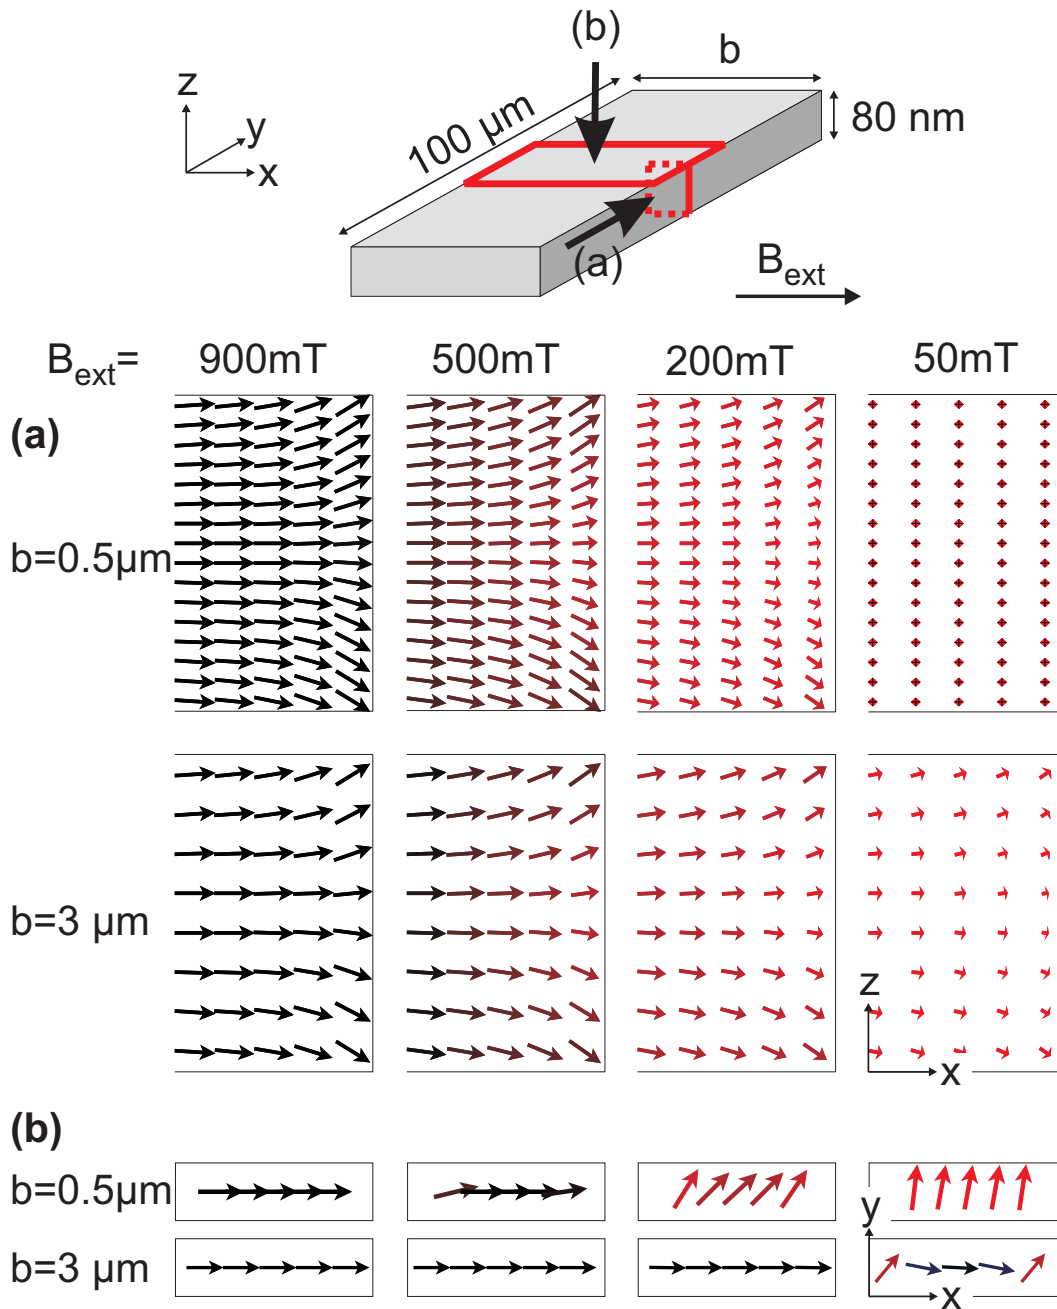 (b)
b
z
y
x
100 µm
80 nm
(a)
Bext
Bext= 900mT 500mT 200mT 50mT
(a)
b=0.5µm
b=3 µm
z
x
(b)
b=0.5µm
y
b=3 µm
x